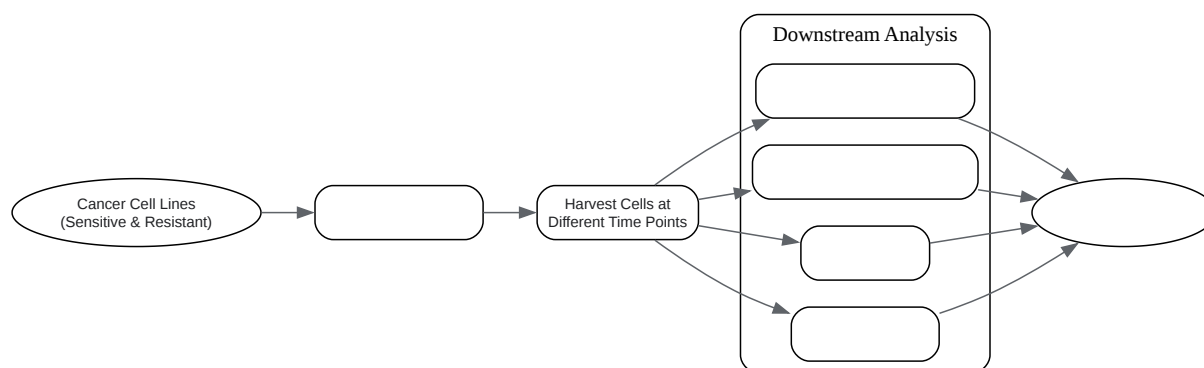 Downstream Analysis
Cancer Cell Lines
(Sensitive & Resistant)
Harvest Cells at
Different Time Points